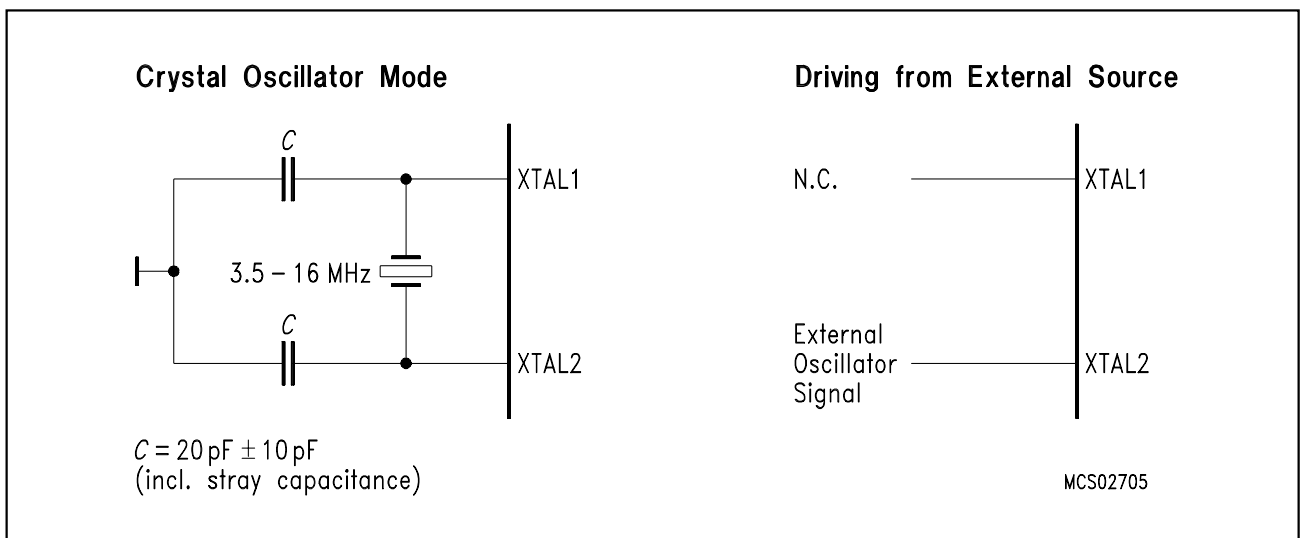 Crystal Oscillator Mode
C
XTAL1
3.5 – 16 MHz
C
XTAL2
C = 20 pF ± 10 pF
(incl. stray capacitance)
Driving from External Source
N.C.
XTAL1
External
Oscillator
Signal
XTAL2
MCS02705